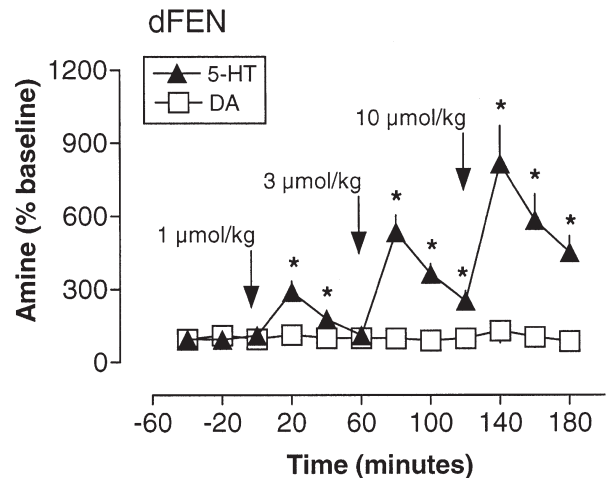 dFEN
5-HT
DA
Amine (% baseline)
1200
900
600
300
0
1 µmol/kg
3 µmol/kg
10 µmol/kg
* * * * * * * *
-60 -20 20 60 100 140 180
Time (minutes)